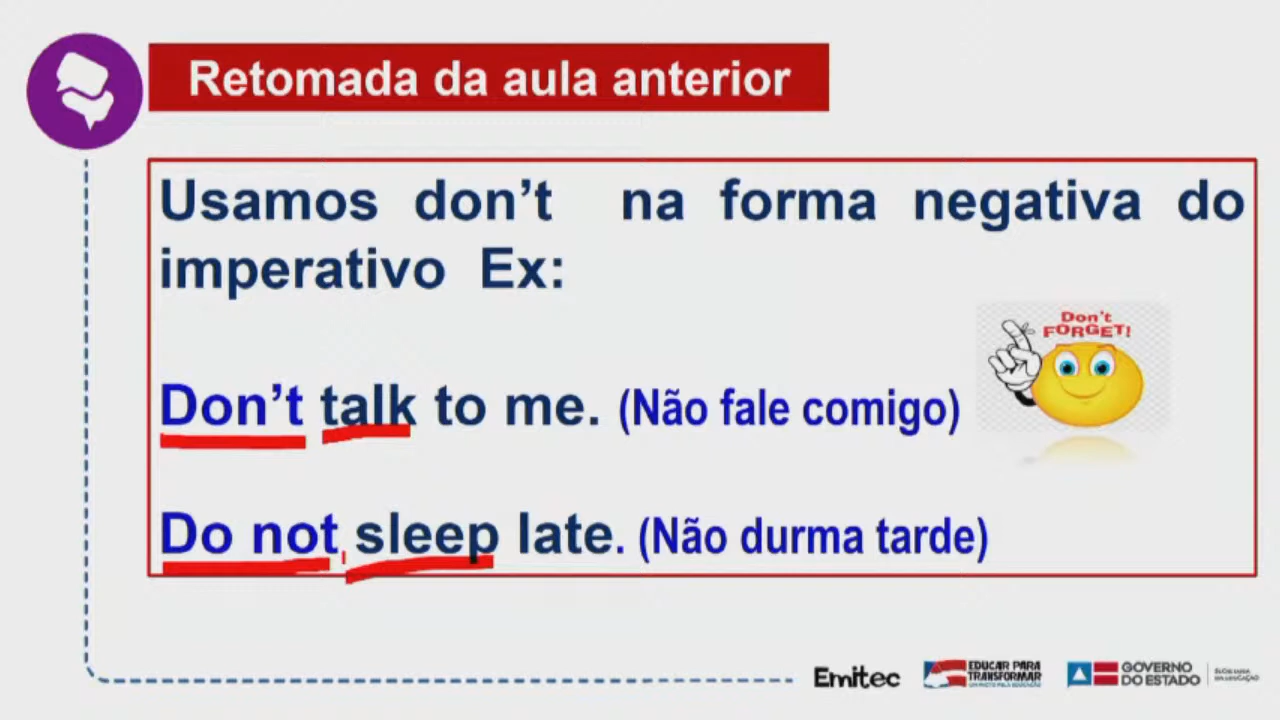 Retomada da aula anterior
Usamos don't na forma negativa do
imperativo Ex:
Don't
FORGET!
Don't talk to me. (Não fale comigo)
Do not sleep late. (Não durma tarde)
Emitec
EDUCAR PARA
TRANSFORMAR
GOVERNO
DO ESTADO